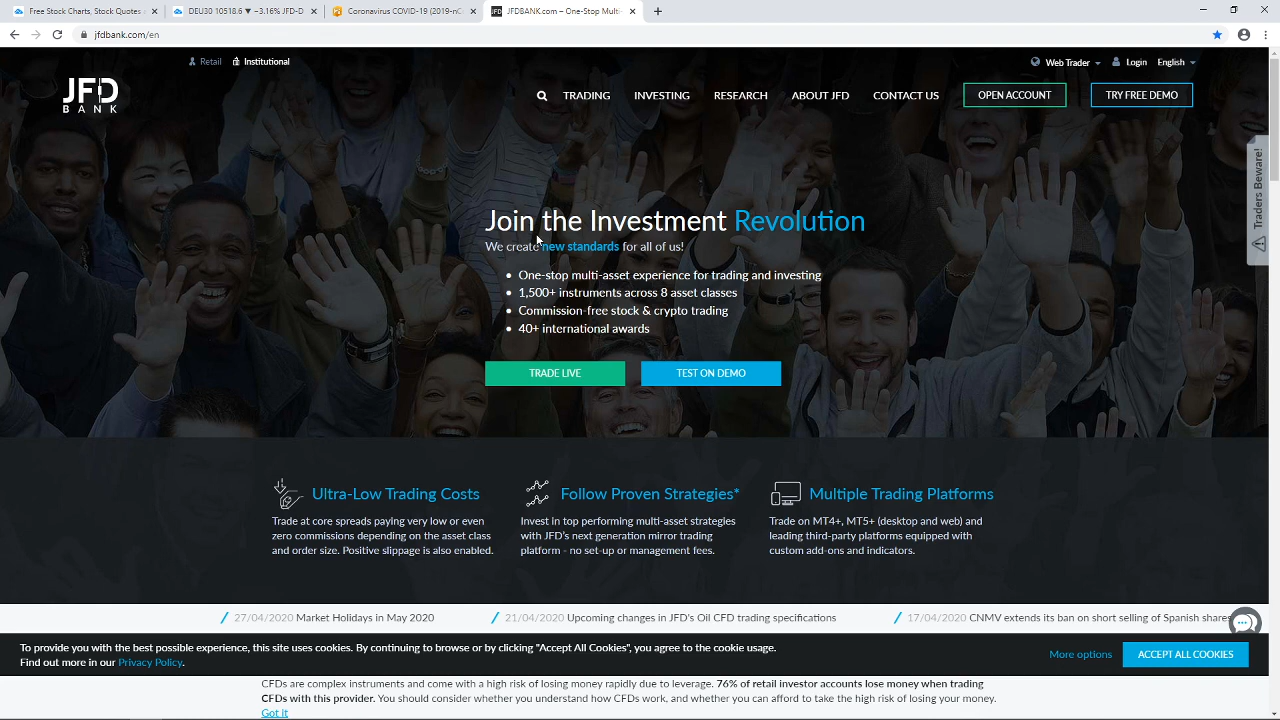 Free Stock Charts, Stock Quotes
DEU30 10518.6 ▼ −3.16% JFD-D
Coronavirus COVID-19 (2019-nC
JFD JFDBANK.com – One-Stop Multi-
jfdbank.com/en
Retail Institutional
Web Trader Login English
JFD
BANK
TRADING INVESTING RESEARCH ABOUT JFD CONTACT US OPEN ACCOUNT TRY FREE DEMO
Traders Beware!
Join the Investment Revolution
We create new standards for all of us!
• One-stop multi-asset experience for trading and investing
• 1,500+ instruments across 8 asset classes
• Commission-free stock & crypto trading
• 40+ international awards
TRADE LIVE TEST ON DEMO
Ultra-Low Trading Costs
Trade at core spreads paying very low or even
zero commissions depending on the asset class
and order size. Positive slippage is also enabled.
Follow Proven Strategies*
Invest in top performing multi-asset strategies
with JFD's next generation mirror trading
platform - no set-up or management fees.
Multiple Trading Platforms
Trade on MT4+, MT5+ (desktop and web) and
leading third-party platforms equipped with
custom add-ons and indicators.
27/04/2020 Market Holidays in May 2020
21/04/2020 Upcoming changes in JFD's Oil CFD trading specifications
17/04/2020 CNMV extends its ban on short selling of Spanish shares
To provide you with the best possible experience, this site uses cookies. By continuing to browse or by clicking "Accept All Cookies", you agree to the cookie usage.
Find out more in our Privacy Policy.
More options ACCEPT ALL COOKIES
CFDs are complex instruments and come with a high risk of losing money rapidly due to leverage. 76% of retail investor accounts lose money when trading
CFDs with this provider. You should consider whether you understand how CFDs work, and whether you can afford to take the high risk of losing your money.
Got it